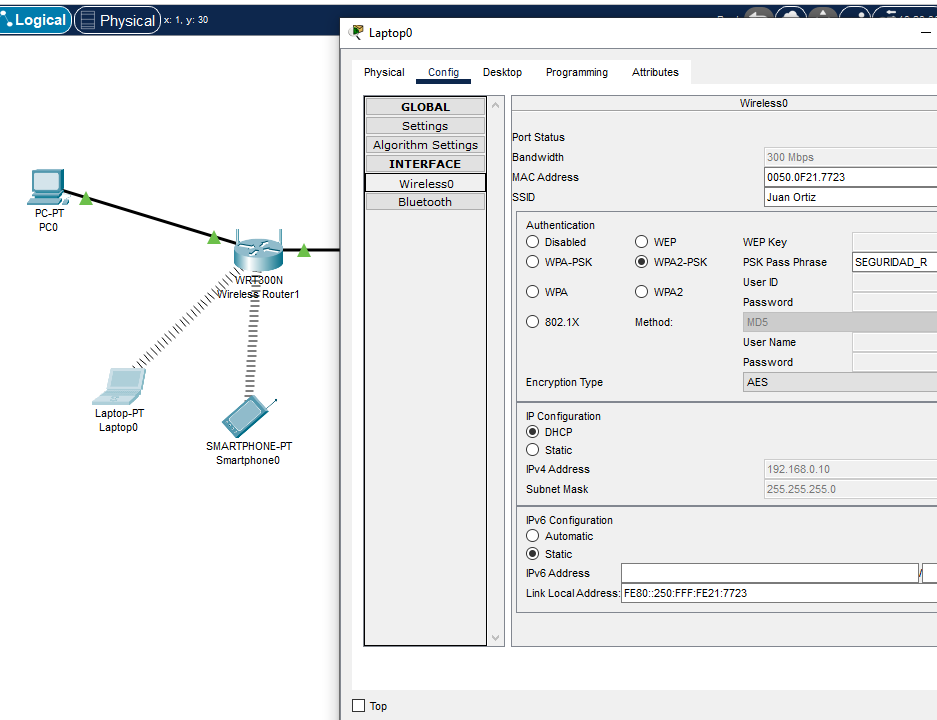 Logical
Physical
x: 1, y: 30
PC-PT
PC0
WRT300N
Wireless Router1
Laptop-PT
Laptop0
SMARTPHONE-PT
Smartphone0
Laptop0
Physical Config Desktop Programming Attributes
GLOBAL
Settings
Algorithm Settings
INTERFACE
Wireless0
Bluetooth
Wireless0
Port Status
Bandwidth 300 Mbps
MAC Address 0050.0F21.7723
SSID Juan Ortiz
Authentication
Disabled WEP WEP Key
WPA-PSK WPA2-PSK PSK Pass Phrase SEGURIDAD_R
User ID
WPA WPA2
Password
802.1X Method: MD5
User Name
Password
Encryption Type AES
IP Configuration
DHCP
Static
IPv4 Address 192.168.0.10
Subnet Mask 255.255.255.0
IPv6 Configuration
Automatic
Static
IPv6 Address /
Link Local Address: FE80::250:FFF:FE21:7723
Top